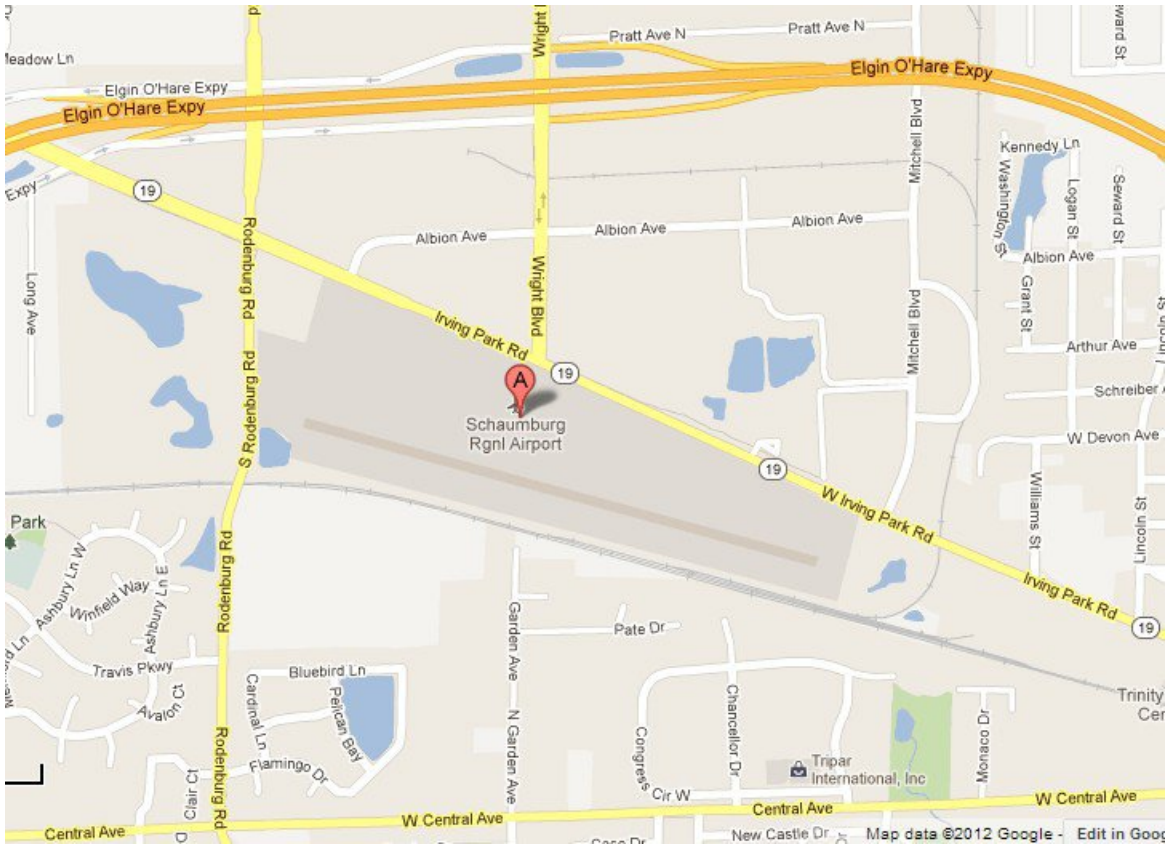 Pratt Ave N
Pratt Ave N
Wright
Meadow Ln
Elgin O'Hare Expy
Elgin O'Hare Expy
Elgin O'Hare Expy
Expy
19
Mitchell Blvd
Kennedy Ln
Washington St
Logan St
Seward St
Rodenburg Rd
Albion Ave
Albion Ave
Albion Ave
Albion Ave
Long Ave
Wright Blvd
Grant St
Mitchell Blvd
Irving Park Rd
Arthur Ave
S Rodenburg Rd
19
A
Schaumburg
Rgnl Airport
Schreiber
W Devon Ave
19
W Irving Park Rd
Williams St
Lincoln St
Park
Rodenburg Rd
Ashbury Ln W
Winfield Way
Ashbury Ln E
Irving Park Rd
19
Garden Ave
Pate Dr
Travis Pkwy
Bluebird Ln
Avalon Ct
Cardinal Ln
Pelican Bay
N Garden Ave
Chancellor Dr
Monaco Dr
Trinity
Rodenburg Rd
Flamingo Dr
Clair Ct
Congress
Cir W
Tripar
International, Inc
Central Ave
W Central Ave
Central Ave
W Central Ave
New Castle Dr
Map data ©2012 Google -
Edit in Goog